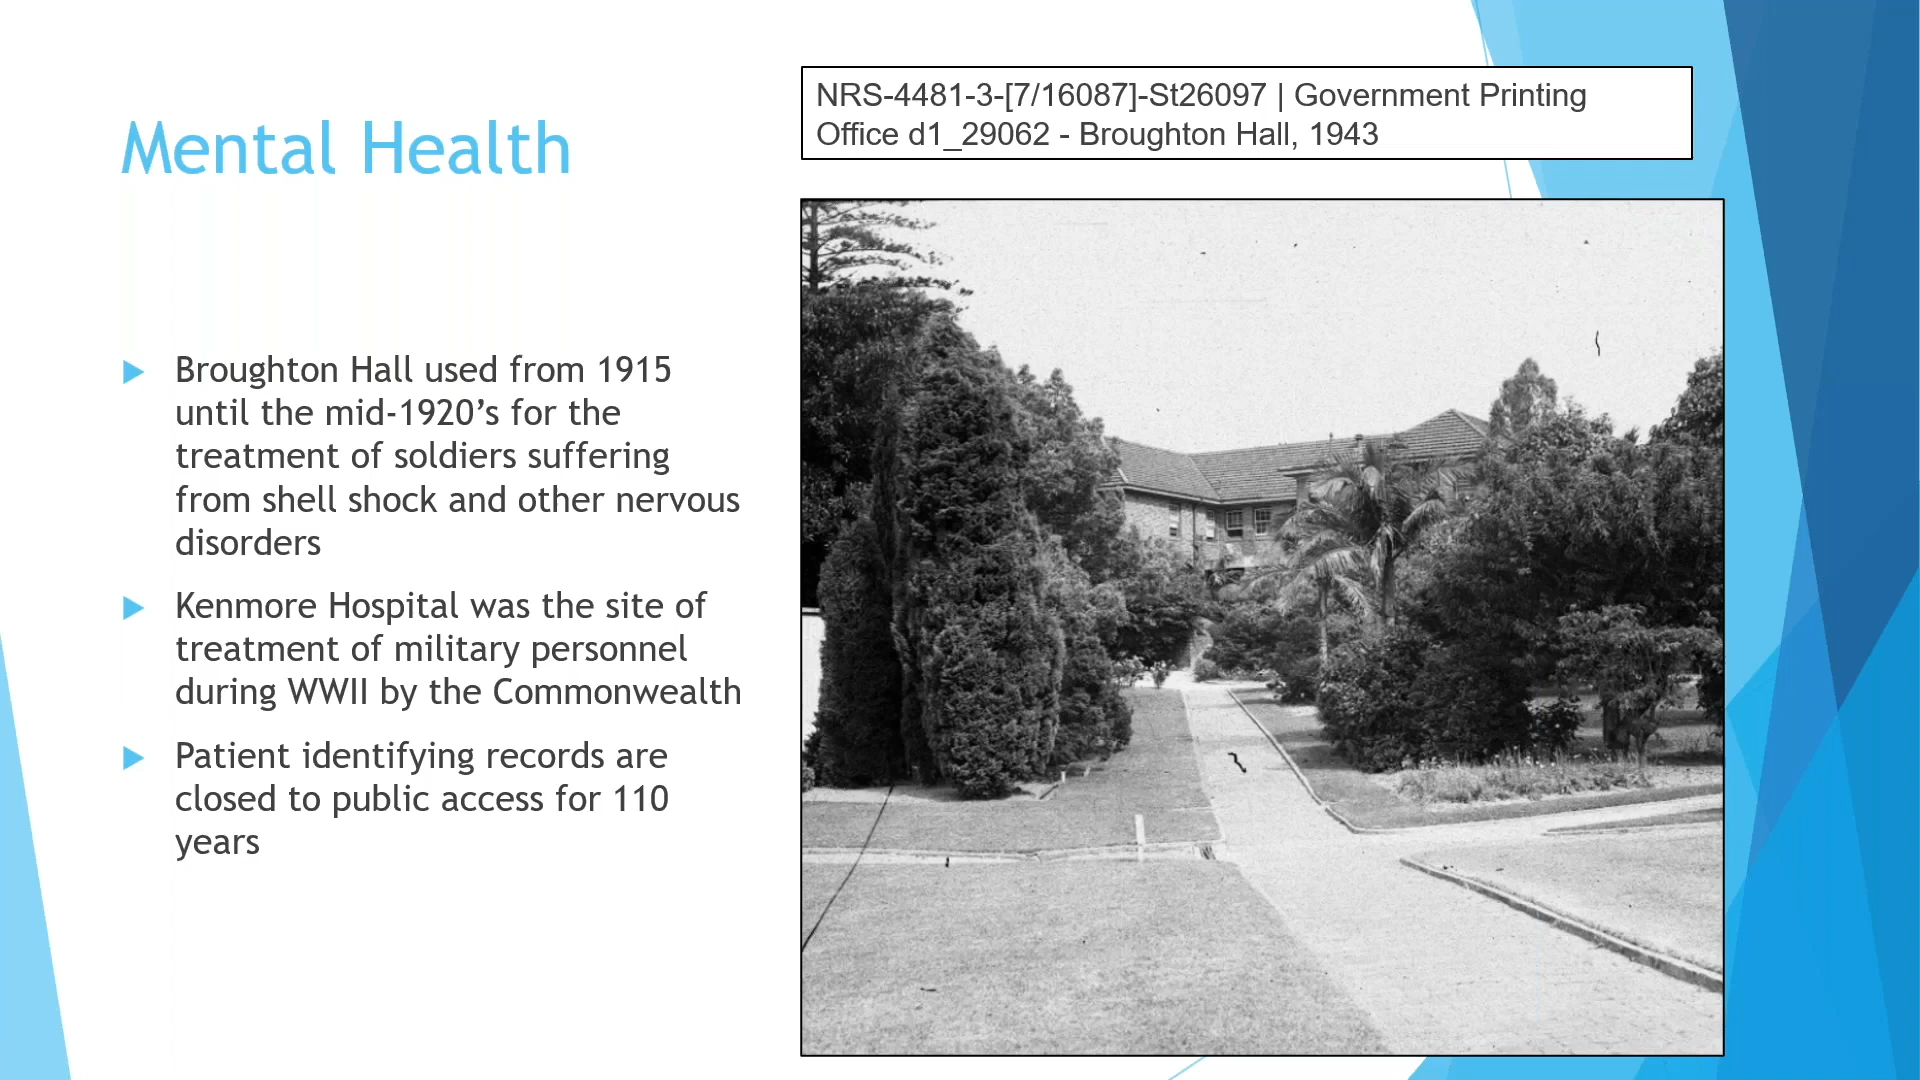 Mental Health
NRS-4481-3-[7/16087]-St26097 | Government Printing
Office d1_29062 - Broughton Hall, 1943
Broughton Hall used from 1915
until the mid-1920’s for the
treatment of soldiers suffering
from shell shock and other nervous
disorders
Kenmore Hospital was the site of
treatment of military personnel
during WWII by the Commonwealth
Patient identifying records are
closed to public access for 110
years